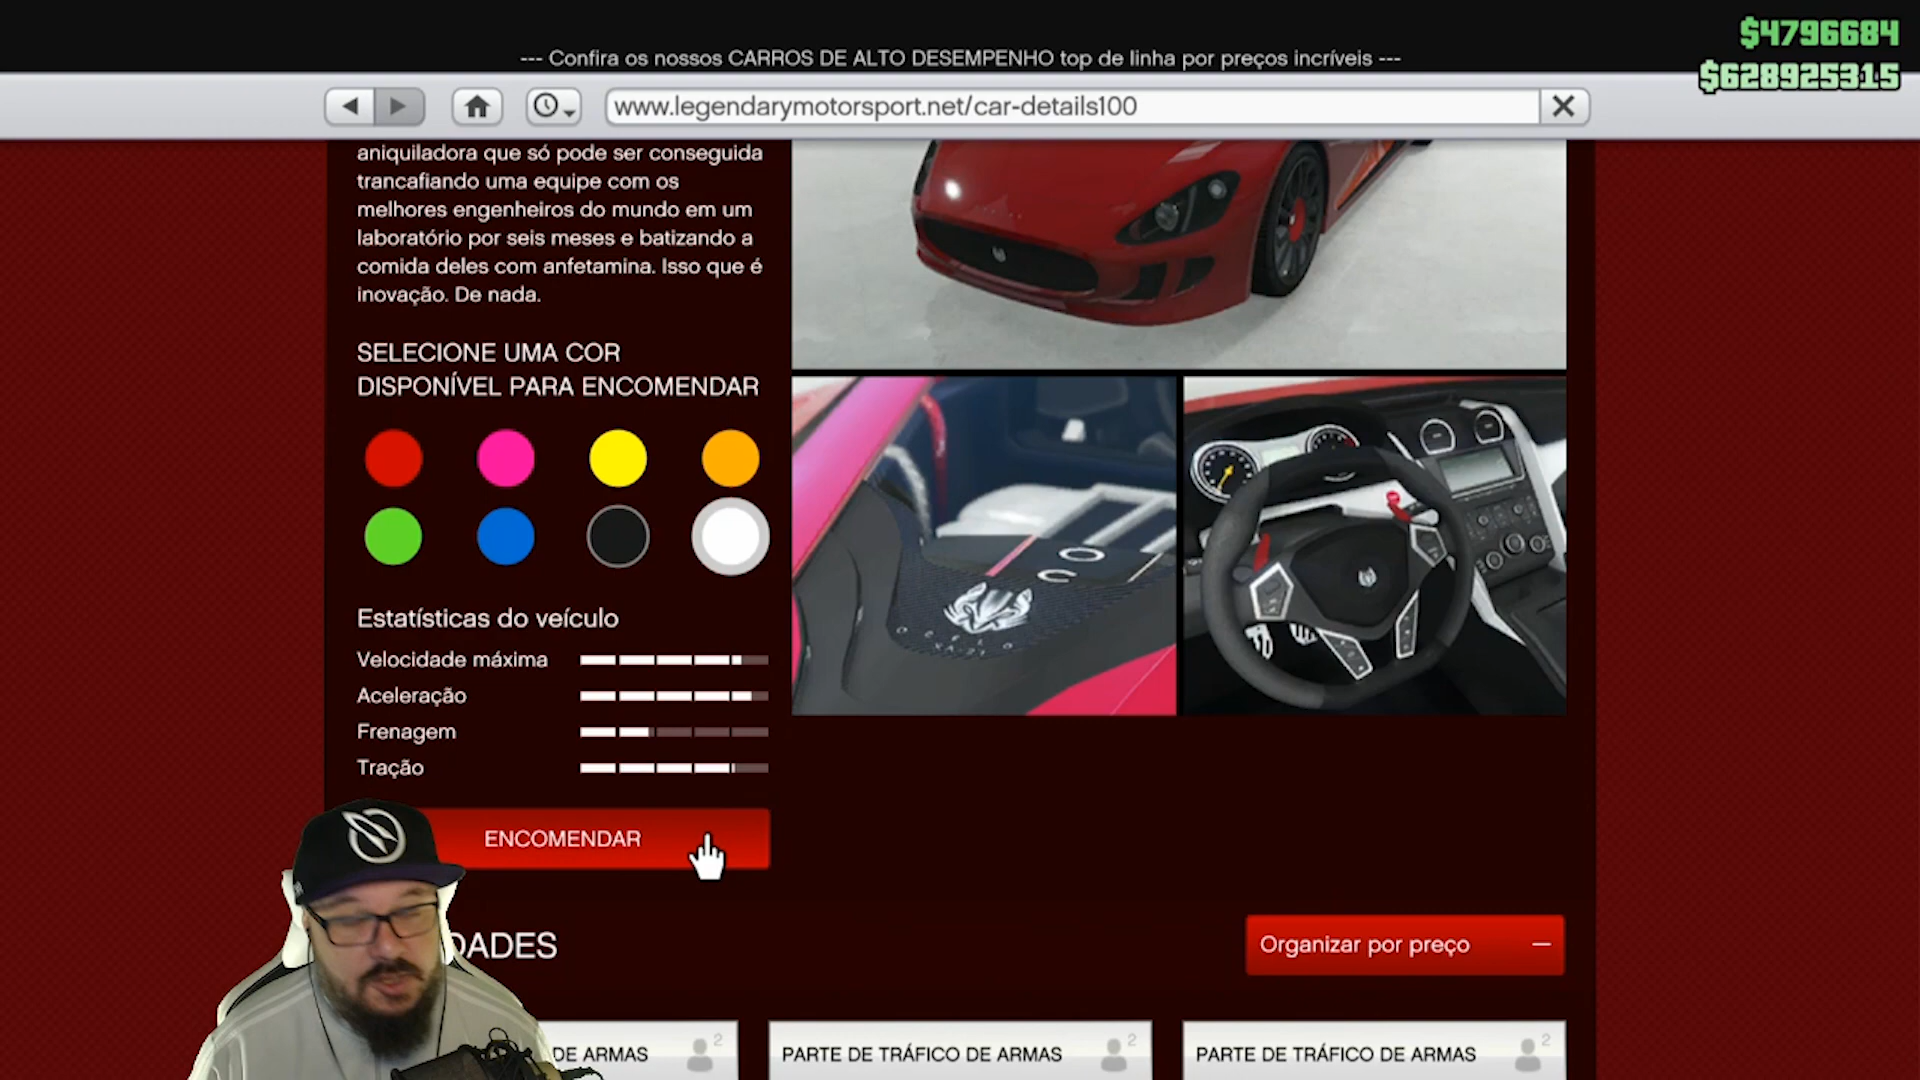 $4796684
--- Confira os nossos CARROS DE ALTO DESEMPENHO top de linha por preços incríveis ---
$628925315
www.legendarymotorsport.net/car-details100
aniquiladora que só pode ser conseguida
trancafiando uma equipe com os
melhores engenheiros do mundo em um
laboratório por seis meses e batizando a
comida deles com anfetamina. Isso que é
inovação. De nada.
SELECIONE UMA COR
DISPONÍVEL PARA ENCOMENDAR
Estatísticas do veículo
Velocidade máxima
Aceleração
Frenagem
Tração
ENCOMENDAR
DADES
Organizar por preço
DE ARMAS
2
PARTE DE TRÁFICO DE ARMAS
2
PARTE DE TRÁFICO DE ARMAS
2